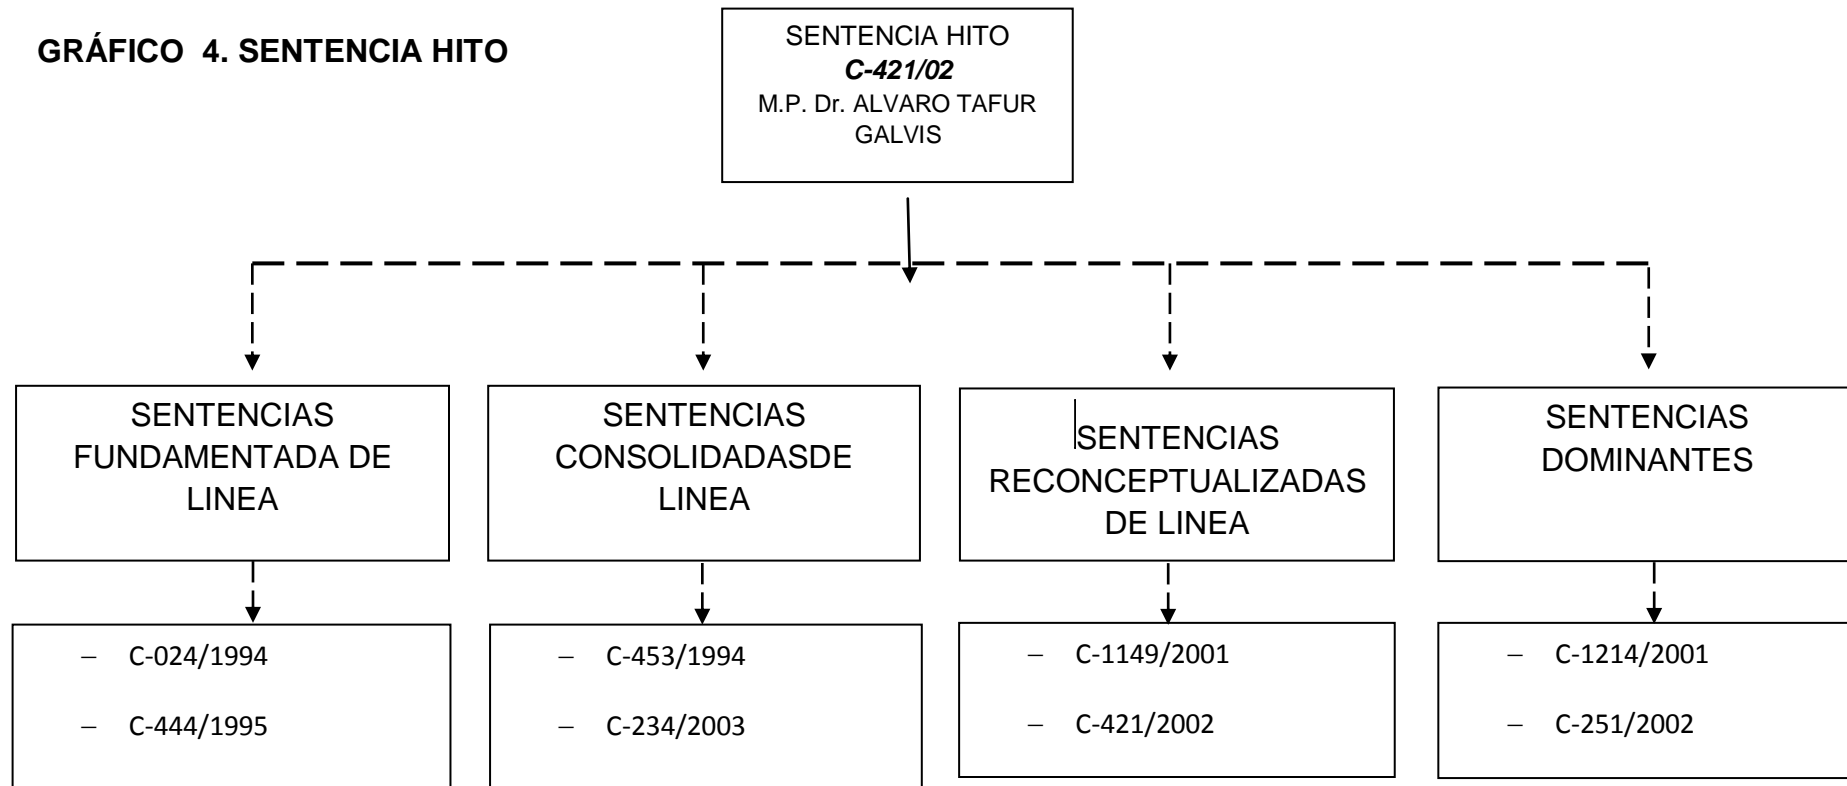 GRÁFICO 4. SENTENCIA HITO
SENTENCIA HITO
C-421/02
M.P. Dr. ALVARO TAFUR
GALVIS
SENTENCIAS
FUNDAMENTADA DE
LINEA
SENTENCIAS
CONSOLIDADASDE
LINEA
SENTENCIAS
RECONCEPTUALIZADAS
DE LINEA
SENTENCIAS
DOMINANTES
– C-024/1994
– C-444/1995
– C-453/1994
– C-234/2003
– C-1149/2001
– C-421/2002
– C-1214/2001
– C-251/2002